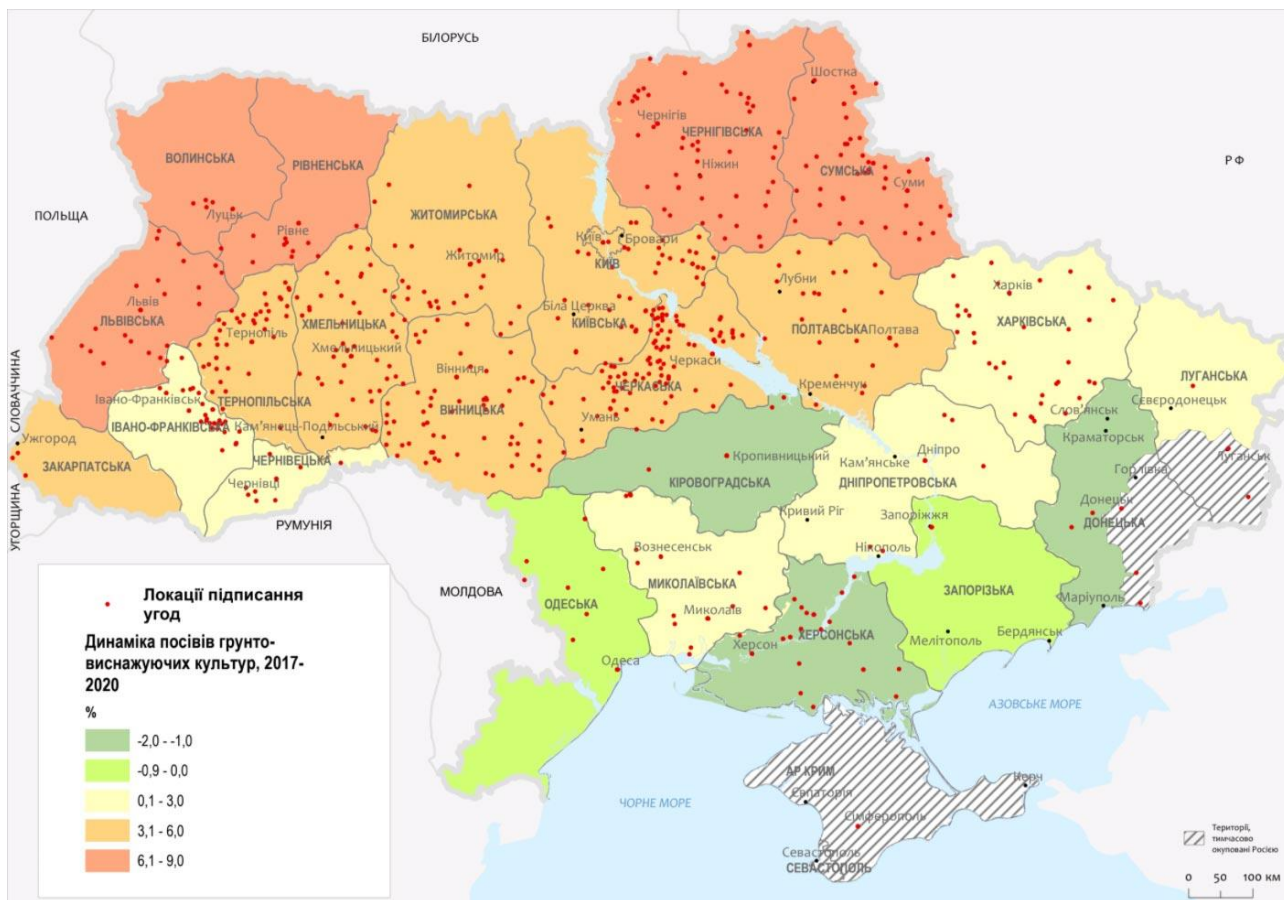 БІЛОРУСЬ
Шостка
Чернігів
ЧЕРНІГІВСЬКА
ВОЛИНСЬКА
РІВНЕНСЬКА
Ніжин
СУМСЬКА
Суми
РФ
ПОЛЬЩА
Луцьк
Рівне
ЖИТОМИРСЬКА
Київ
Бровари
КИЇВ
Житомир
Лубни
Харків
Львів
ЛЬВІВСЬКА
Біла Церква
КИЇВСЬКА
ХМЕЛЬНИЦЬКА
Тернопіль
ПОЛТАВСЬКА
Полтава
ХАРКІВСЬКА
Хмельницький
Черкаси
СЛОВАЧЧИНА
Вінниця
ЧЕРКАСЬКА
ЛУГАНСЬКА
Івано-Франківськ
ТЕРНОПІЛЬСЬКА
ВІННИЦЬКА
Кременчук
Сєвєродонецьк
ІВАНО-ФРАНКІВСЬКА
Кам'янець-Подільський
Умань
Слов'янськ
Ужгород
Краматорськ
ЗАКАРПАТСЬКА
ЧЕРНІВЕЦЬКА
Кропивницький
Кам'янське
Дніпро
Луганськ
Чернівці
КІРОВОГРАДСЬКА
ДНІПРОПЕТРОВСЬКА
Горлівка
УГОРЩИНА
РУМУНІЯ
Кривий Ріг
Запоріжжя
Донецьк
ДОНЕЦЬКА
Вознесенськ
Нікополь
МОЛДОВА
МИКОЛАЇВСЬКА
ЗАПОРІЗЬКА
ОДЕСЬКА
Миколаїв
Маріуполь
Херсон
ХЕРСОНСЬКА
Мелітополь
Бердянськ
Одеса
АЗОВСЬКЕ МОРЕ
АР КРИМ
Керч
Євпаторія
ЧОРНЕ МОРЕ
Сімферополь
Севастополь
СЕВАСТОПОЛЬ
Локації підписання
угод
Динаміка посівів грунто-
виснажуючих культур, 2017-
2020
%
-2,0 - -1,0
-0,9 - 0,0
0,1 - 3,0
3,1 - 6,0
6,1 - 9,0
Території,
тимчасово
окуповані Росією
0 50 100 км